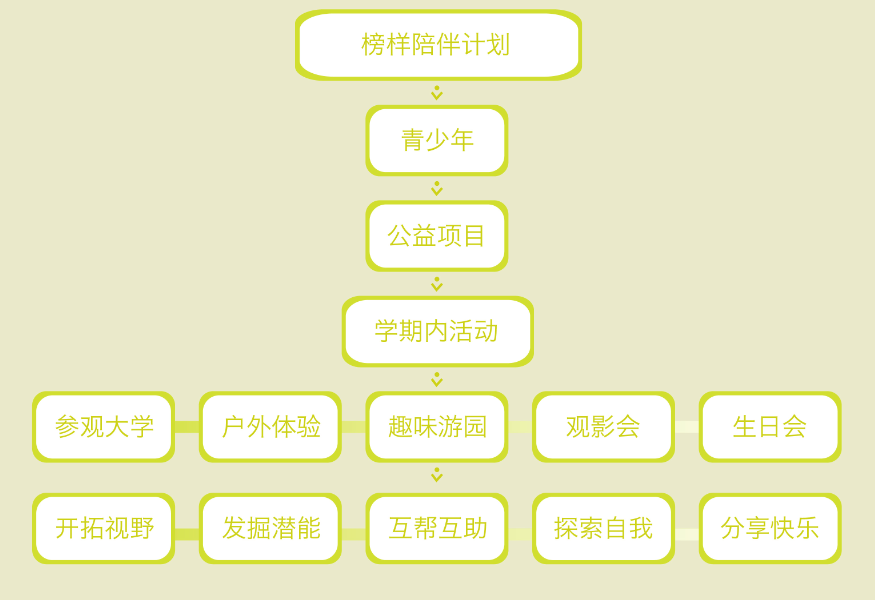 榜样陪伴计划
青少年
公益项目
学期内活动
参观大学 户外体验 趣味游园 观影会 生日会
开拓视野 发掘潜能 互帮互助 探索自我 分享快乐